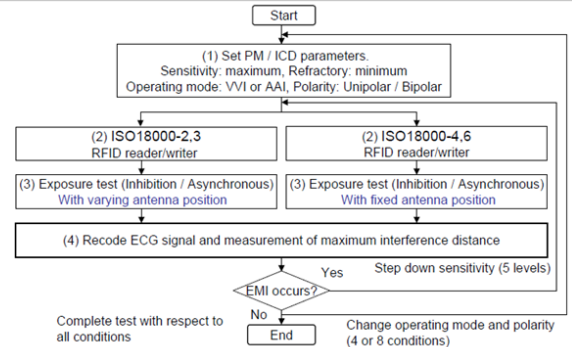 Start
(1) Set PM / ICD parameters.
Sensitivity: maximum, Refractory: minimum
Operating mode: VVI or AAI, Polarity: Unipolar / Bipolar
(2) ISO18000-2,3
RFID reader/writer
(2) ISO18000-4,6
RFID reader/writer
(3) Exposure test (Inhibition / Asynchronous)
With varying antenna position
(3) Exposure test (Inhibition / Asynchronous)
With fixed antenna position
(4) Recode ECG signal and measurement of maximum interference distance
Yes
Step down sensitivity (5 levels)
EMI occurs?
No
Complete test with respect to
all conditions
End
Change operating mode and polarity
(4 or 8 conditions)